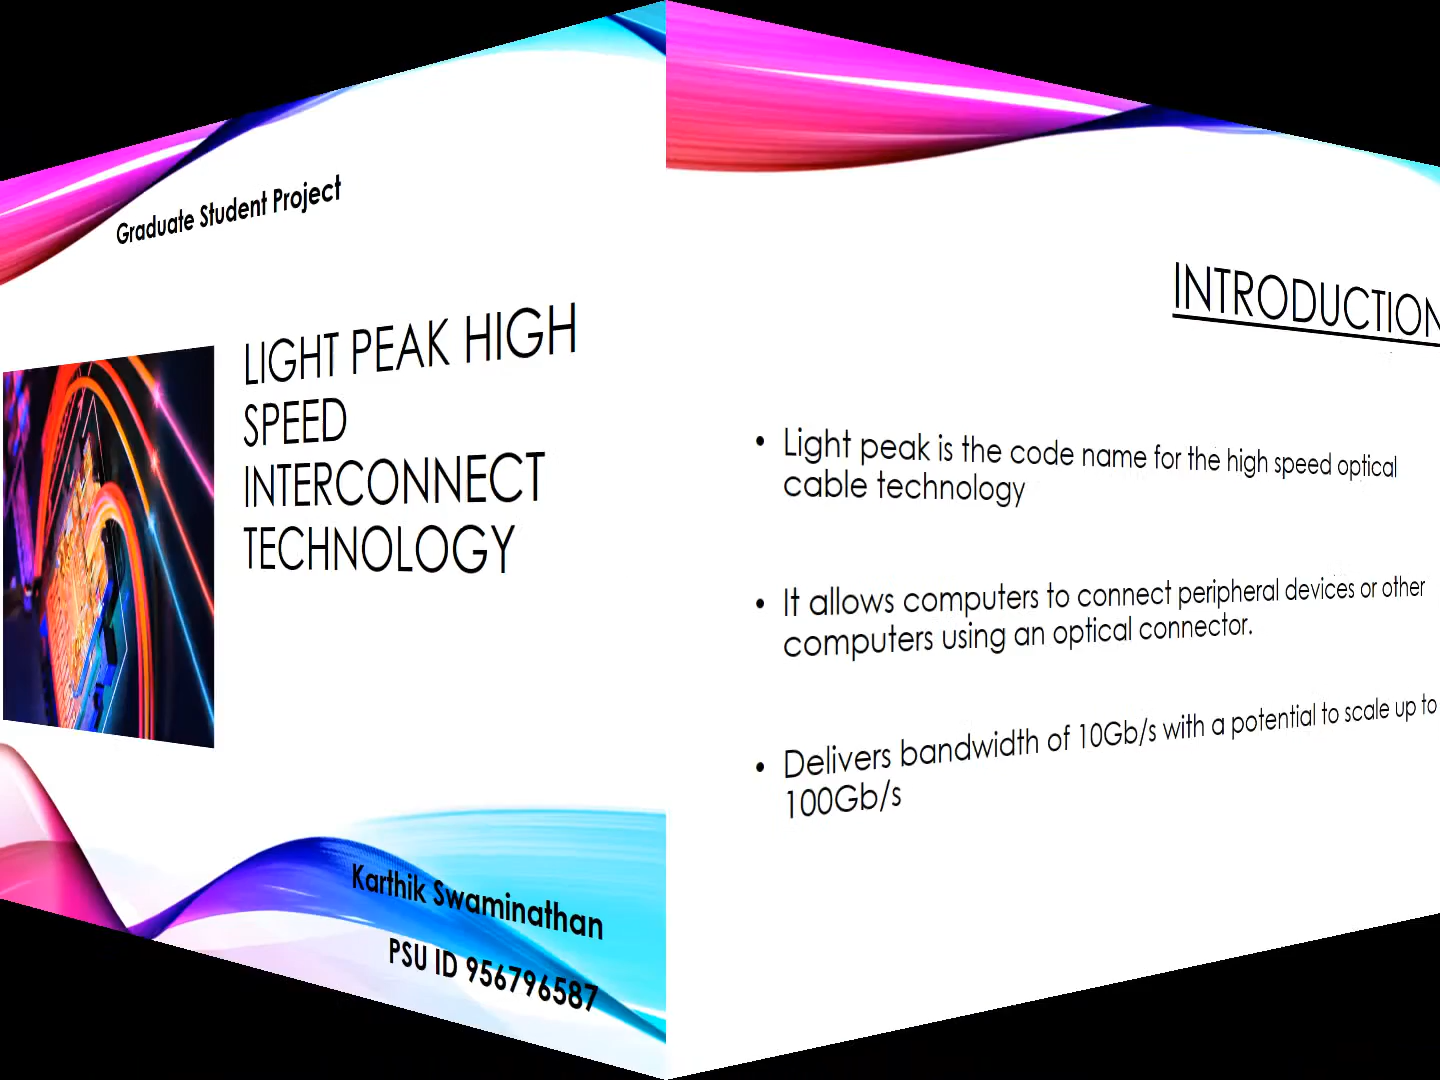 Graduate Student Project
LIGHT PEAK HIGH
SPEED
INTERCONNECT
TECHNOLOGY
Karthik Swaminathan
PSU ID 956796587
INTRODUCTION
• Light peak is the code name for the high speed optical
cable technology
• It allows computers to connect peripheral devices or other
computers using an optical connector.
• Delivers bandwidth of 10Gb/s with a potential to scale up to
100Gb/s